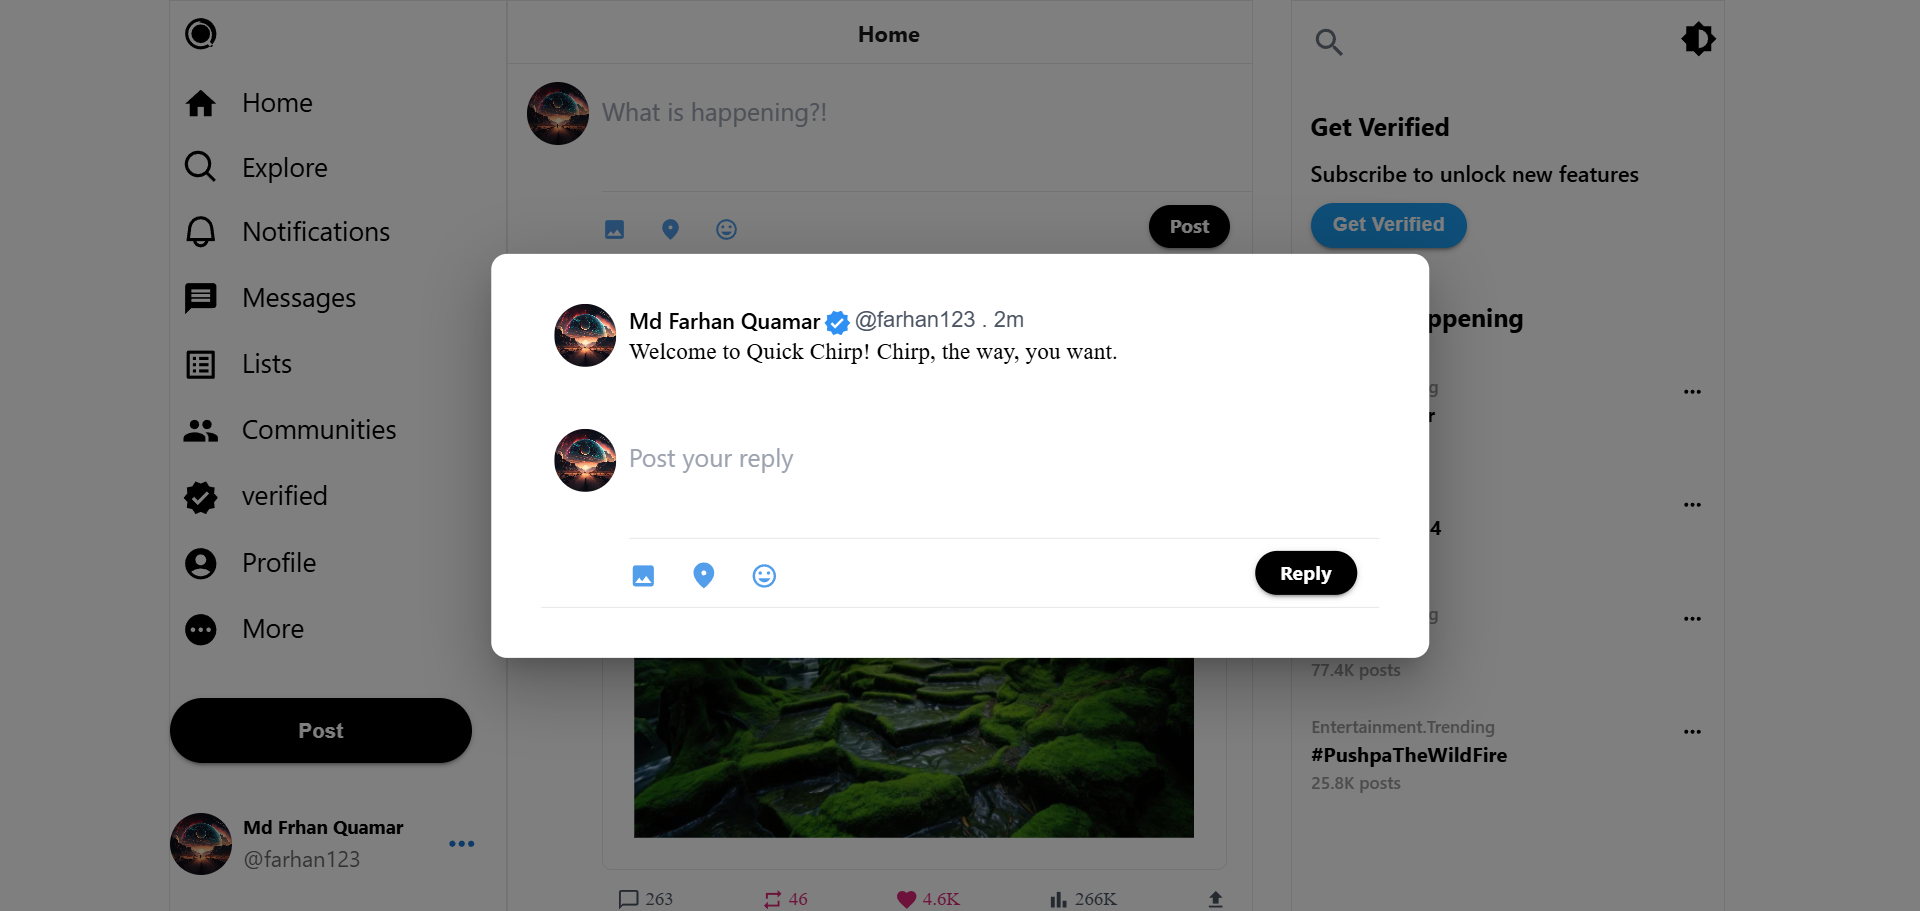 Home
Explore
Notifications
Messages
Lists
Communities
verified
Profile
More
Post
Md Frhan Quamar
@farhan123
Home
What is happening?!
Post
Md Farhan Quamar @farhan123 . 2m
Welcome to Quick Chirp! Chirp, the way, you want.
Post your reply
Reply
263 46 4.6K 266K
Get Verified
Subscribe to unlock new features
Get Verified
77.4K posts
Entertainment.Trending
#PushpaTheWildFire
25.8K posts